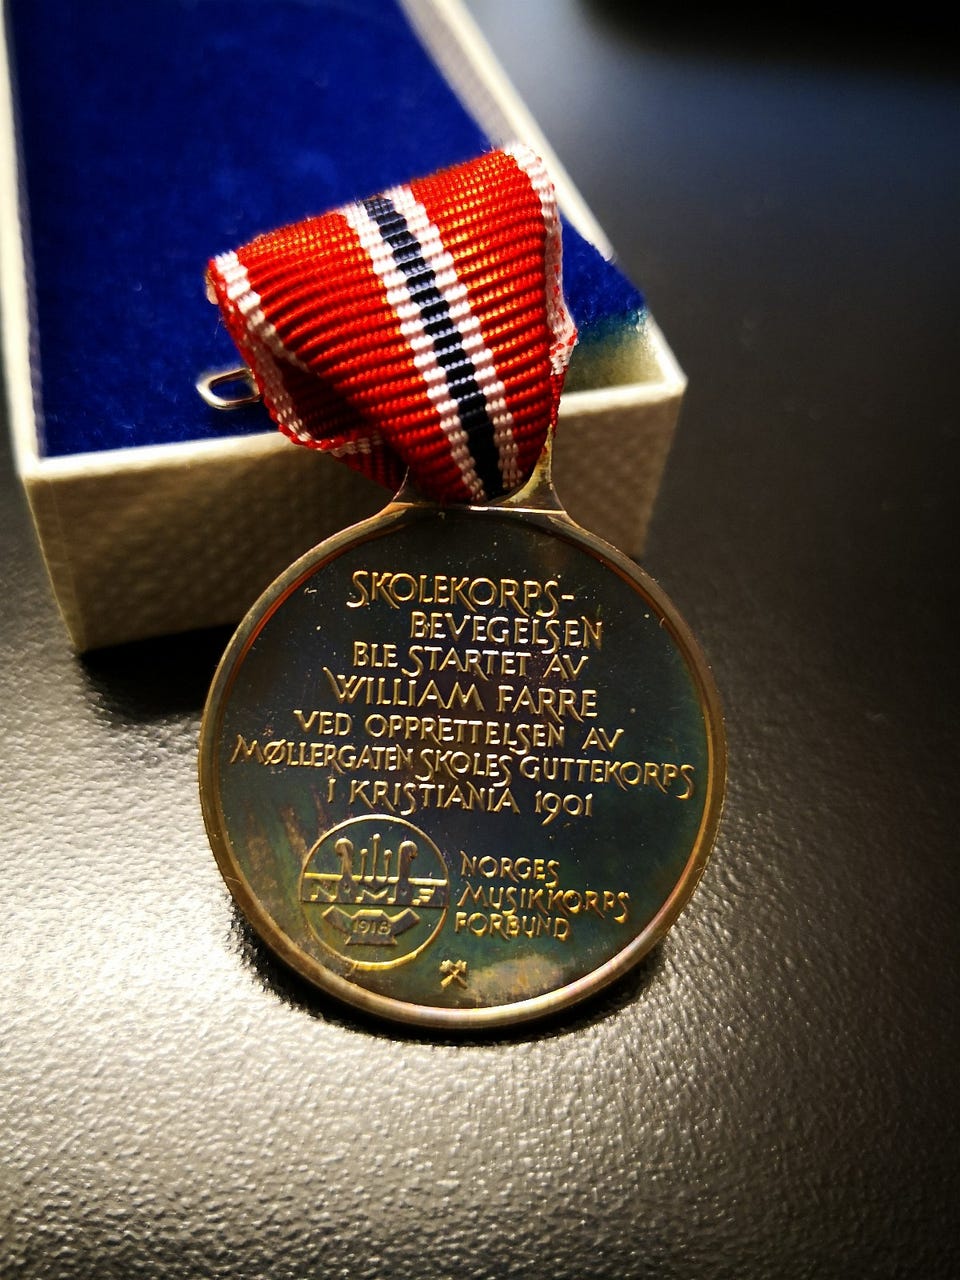 SKOLEKORPS-
BEVEGELSEN
BLE STARTET AV
WILLIAM FARRE
VED OPPRETTELSEN AV
MØLLERGATEN SKOLES GUTTEKORPS
I KRISTIANIA 1901
N.M.F.
1918
NORGES
MUSIKKORPS
FORBUND